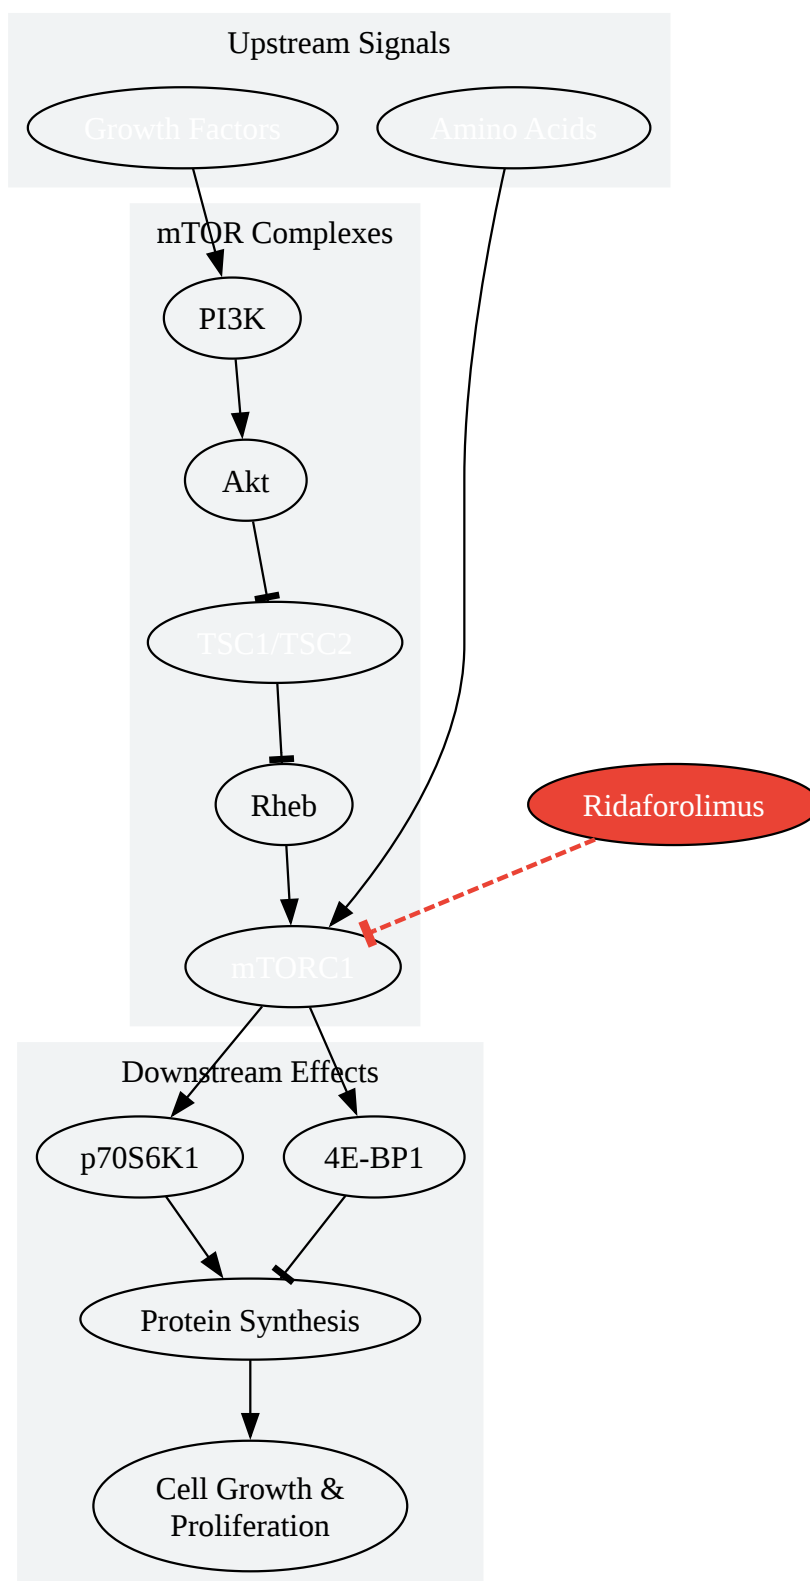 Upstream Signals
Growth Factors
Amino Acids
mTOR Complexes
PI3K
Akt
TSC1/TSC2
Rheb
Ridaforolimus
mTORC1
Downstream Effects
p70S6K1
4E-BP1
Protein Synthesis
Cell Growth &
Proliferation